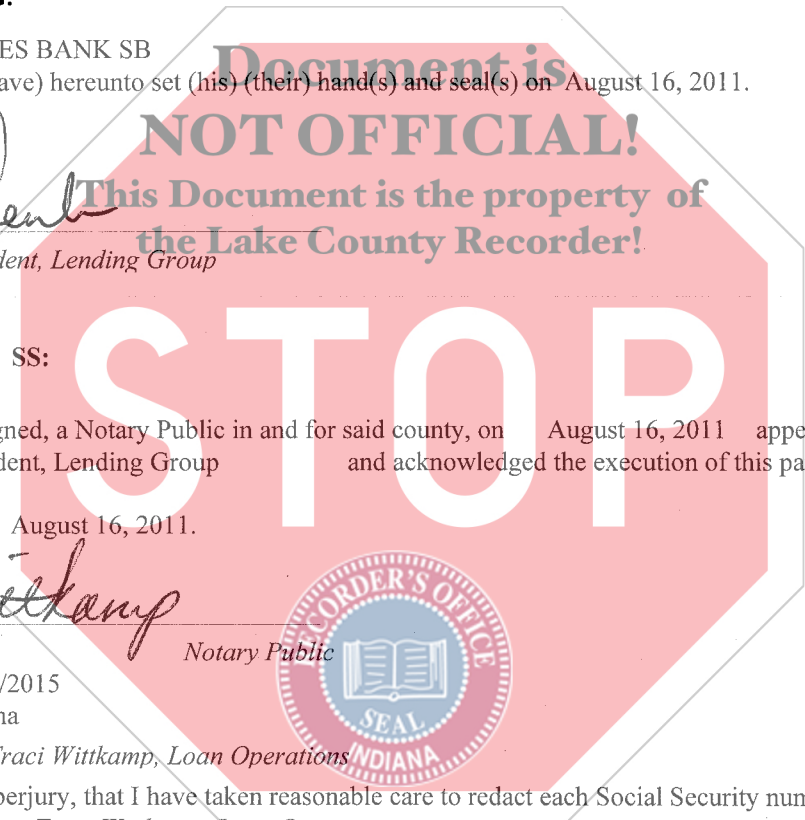 ES BANK SB
Document is
ave) hereunto set (his) (their) hand(s) and seal(s) on August 16, 2011.
NOT OFFICIAL!
This Document is the property of
the Lake County Recorder!
dent, Lending Group
STOP
SS:
gned, a Notary Public in and for said county, on August 16, 2011 appe
dent, Lending Group and acknowledged the execution of this pa
August 16, 2011.
ittkamp
RECORDER'S OFFICE
Notary Public
SEAL
INDIANA
/2015
na
Traci Wittkamp, Loan Operations
perjury, that I have taken reasonable care to redact each Social Security num